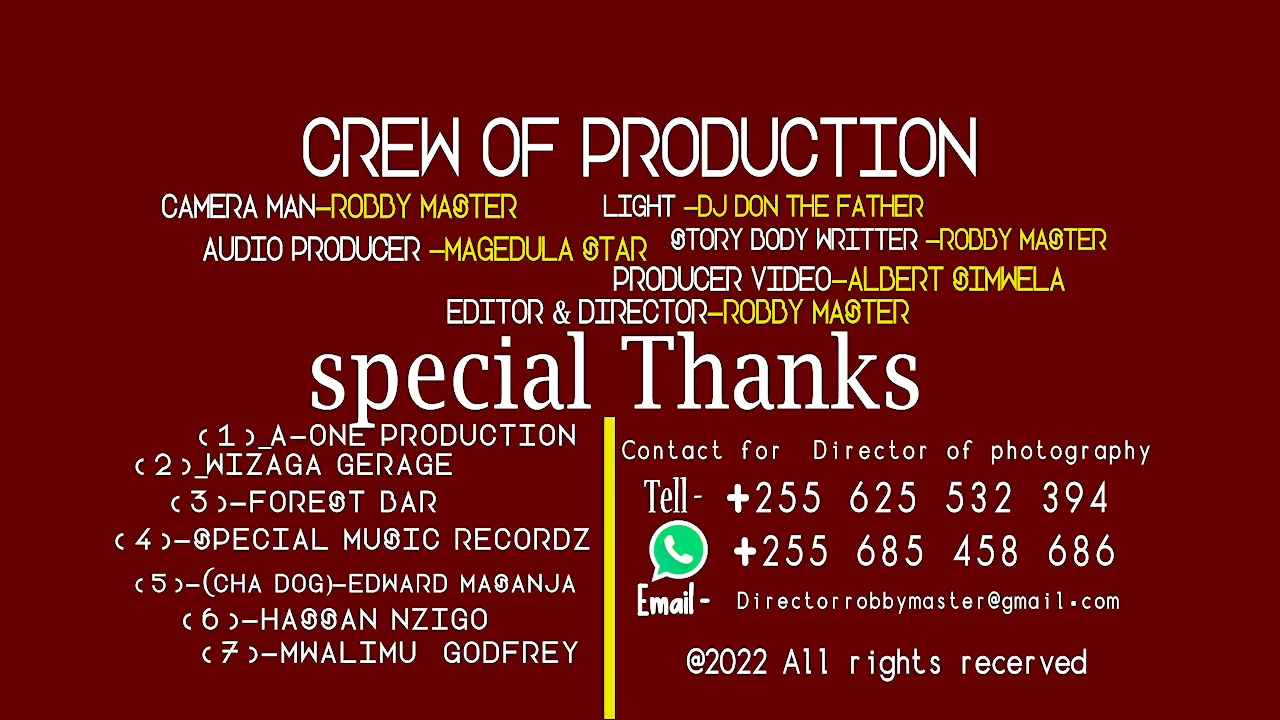 CREW OF PRODUCTION
CAMERA MAN-ROBBY MASTER
LIGHT -DJ DON THE FATHER
AUDIO PRODUCER -MAGEDULA STAR
STORY BODY WRITTER -ROBBY MASTER
PRODUCER VIDEO-ALBERT SIMWELA
EDITOR & DIRECTOR-ROBBY MASTER
special Thanks
(1)_A-ONE PRODUCTION
(2)_WIZAGA GERAGE
(3)-FOREST BAR
(4)-SPECIAL MUSIC RECORDZ
(5)-(CHA DOG)-EDWARD MASANJA
(6)-HASSAN NZIGO
(7)-MWALIMU GODFREY
Contact for Director of photography
Tell- +255 625 532 394
+255 685 458 686
Email- Directorrobbymaster@gmail.com
@2022 All rights recerved